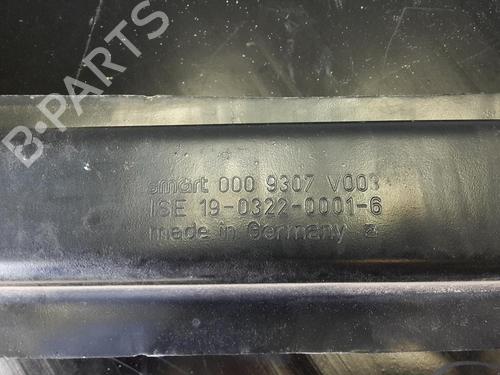 B-PARTS
smart 000 9307 V003
ISE 19-0322-0001-6
made in Germany